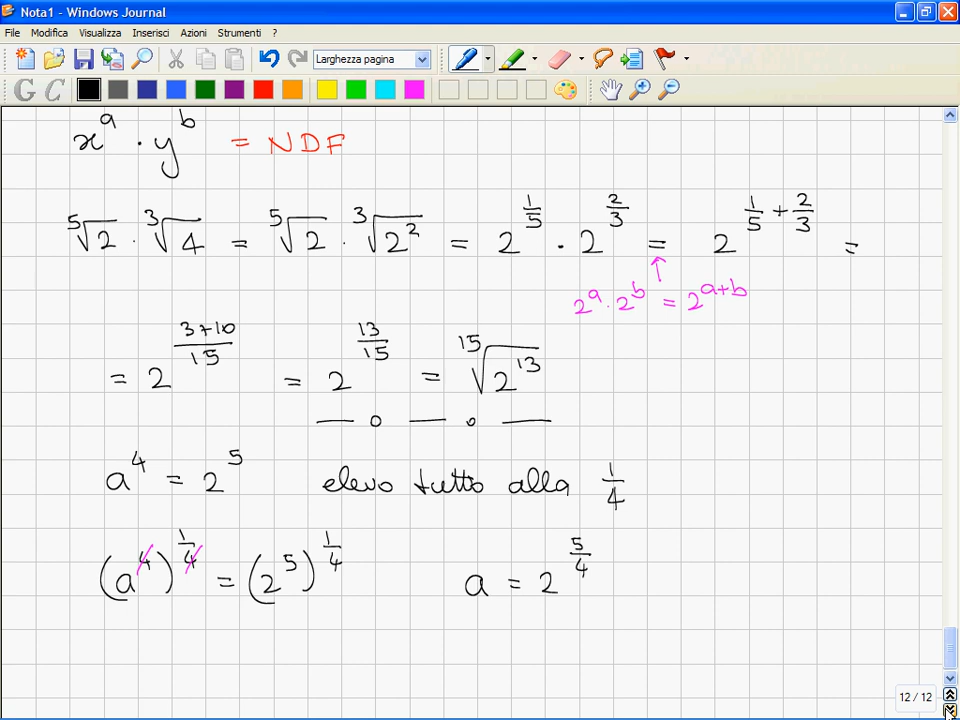 Nota1 - Windows Journal
File Modifica Visualizza Inserisci Azioni Strumenti ?
Larghezza pagina
G C
x^a · y^b = NDF
⁵√2 · ³√4 = ⁵√2 · ³√2² = 2^(1/5) · 2^(2/3) = 2^(1/5 + 2/3) =
2^a · 2^b = 2^(a+b)
= 2^((3+10)/15) = 2^(13/15) = ¹⁵√2¹³
a⁴ = 2⁵ elevo tutto alla 1/4
(a⁴)^(1/4) = (2⁵)^(1/4) a = 2^(5/4)
12 / 12